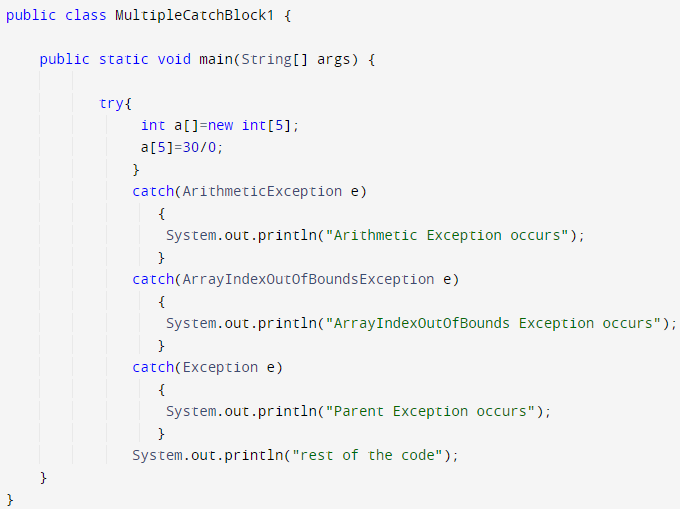 public class MultipleCatchBlock1 {
public static void main(String[] args) {
try{
int a[]=new int[5];
a[5]=30/0;
}
catch(ArithmeticException e)
{
System.out.println("Arithmetic Exception occurs");
}
catch(ArrayIndexOutOfBoundsException e)
{
System.out.println("ArrayIndexOutOfBounds Exception occurs");
}
catch(Exception e)
{
System.out.println("Parent Exception occurs");
}
System.out.println("rest of the code");
}
}